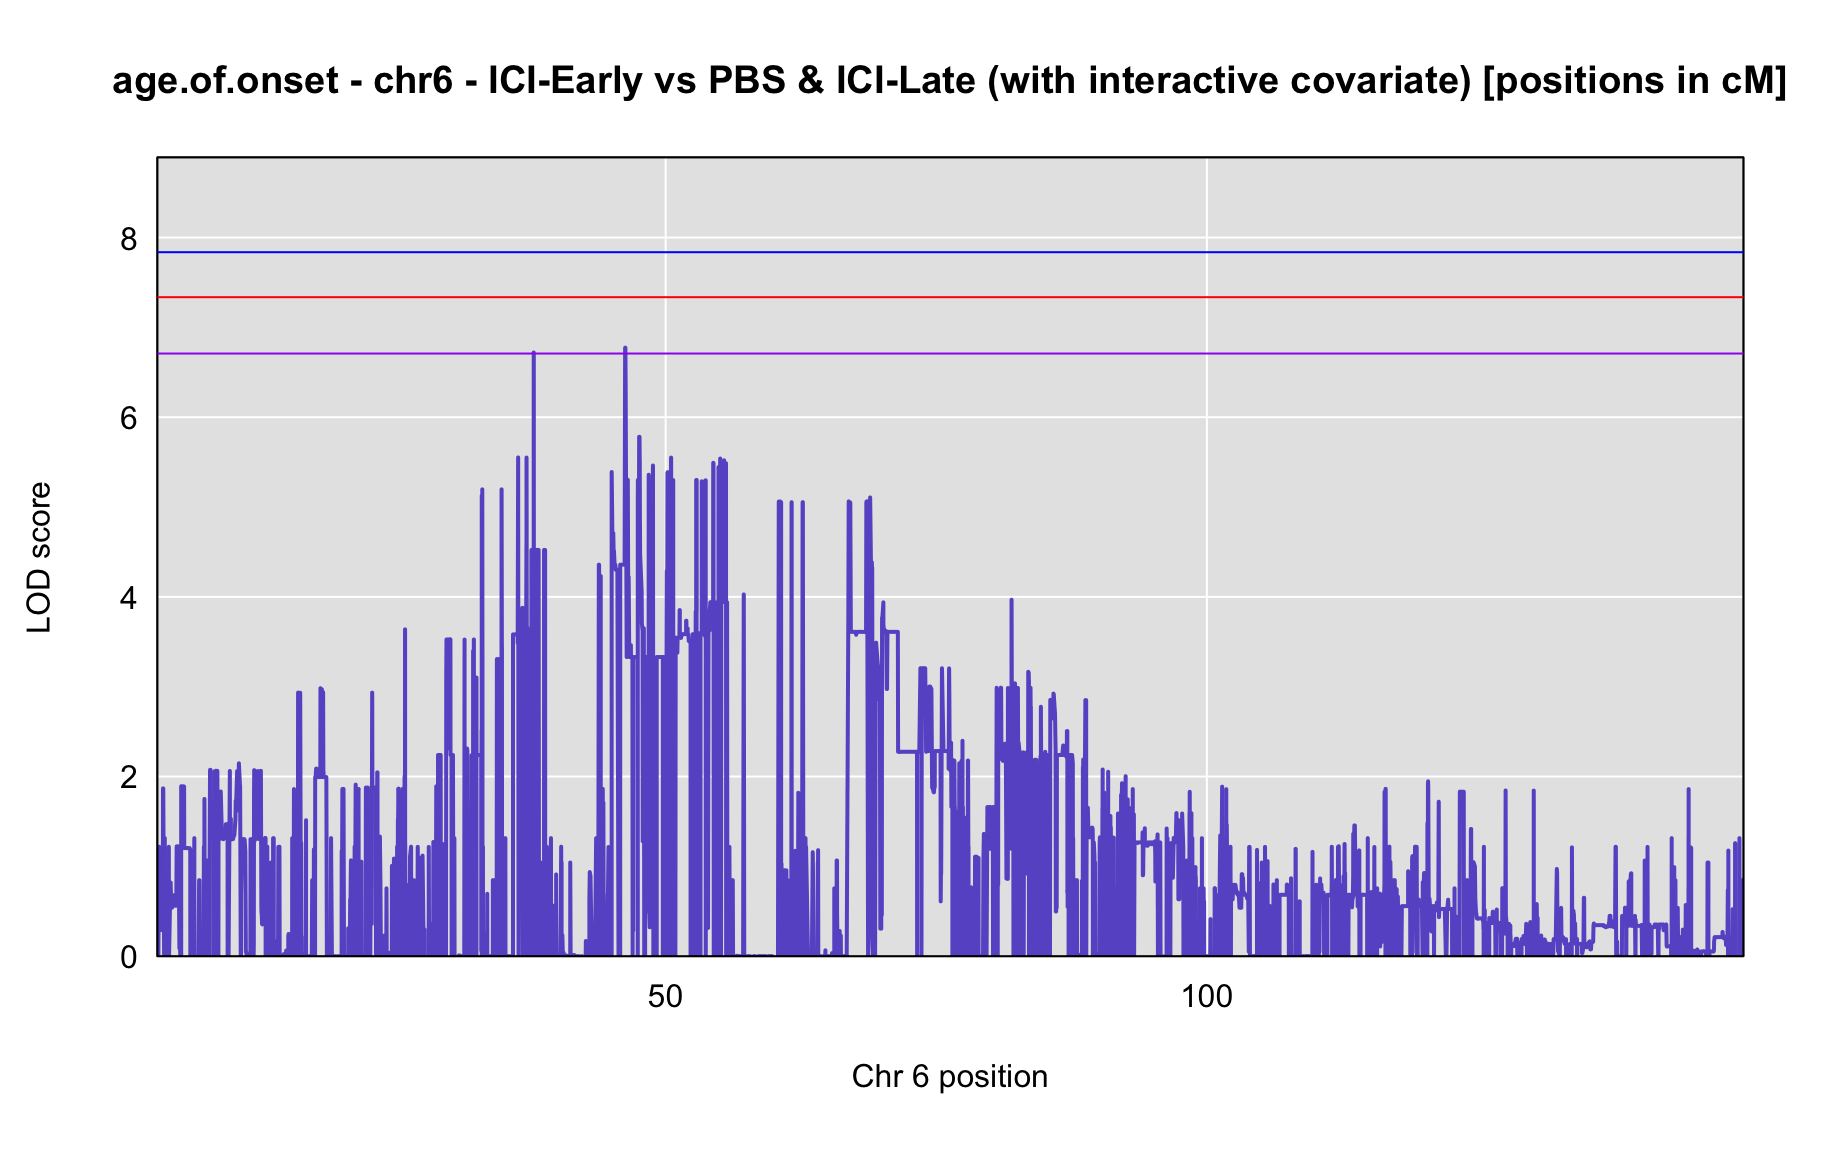 age.of.onset - chr6 - ICI-Early vs PBS & ICI-Late (with interactive covariate) [positions in cM]
8
6
4
2
0
LOD score
50 100
Chr 6 position